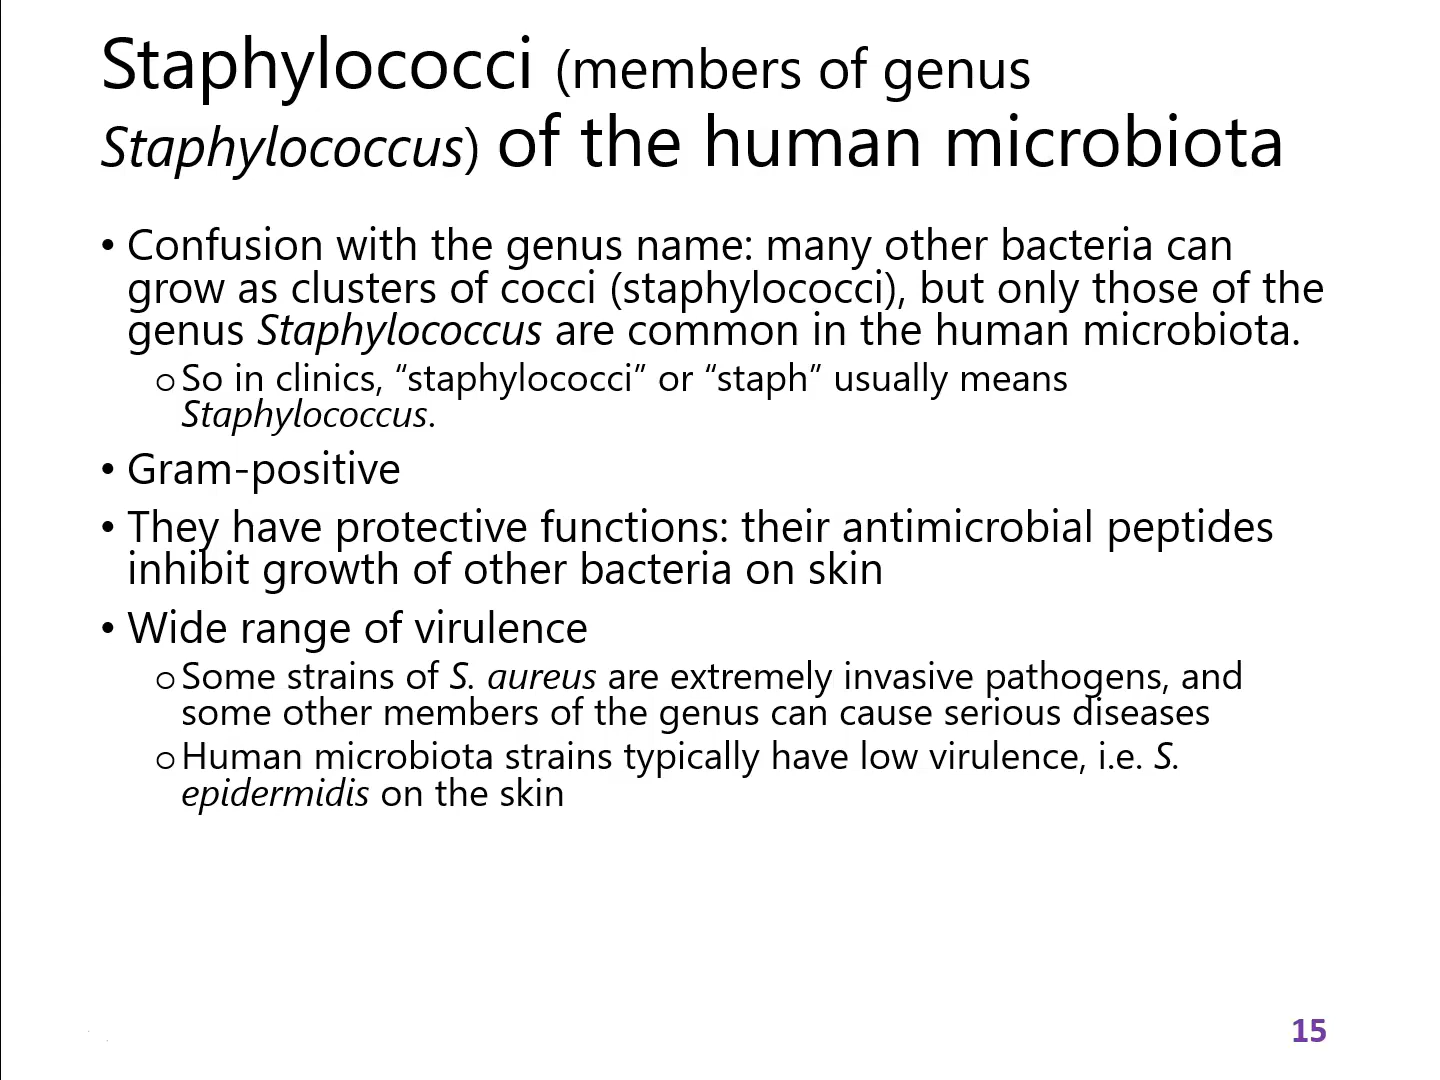 Staphylococci (members of genus
Staphylococcus) of the human microbiota
• Confusion with the genus name: many other bacteria can
grow as clusters of cocci (staphylococci), but only those of the
genus Staphylococcus are common in the human microbiota.
o So in clinics, “staphylococci” or “staph” usually means
Staphylococcus.
• Gram-positive
• They have protective functions: their antimicrobial peptides
inhibit growth of other bacteria on skin
• Wide range of virulence
o Some strains of S. aureus are extremely invasive pathogens, and
some other members of the genus can cause serious diseases
o Human microbiota strains typically have low virulence, i.e. S.
epidermidis on the skin
15